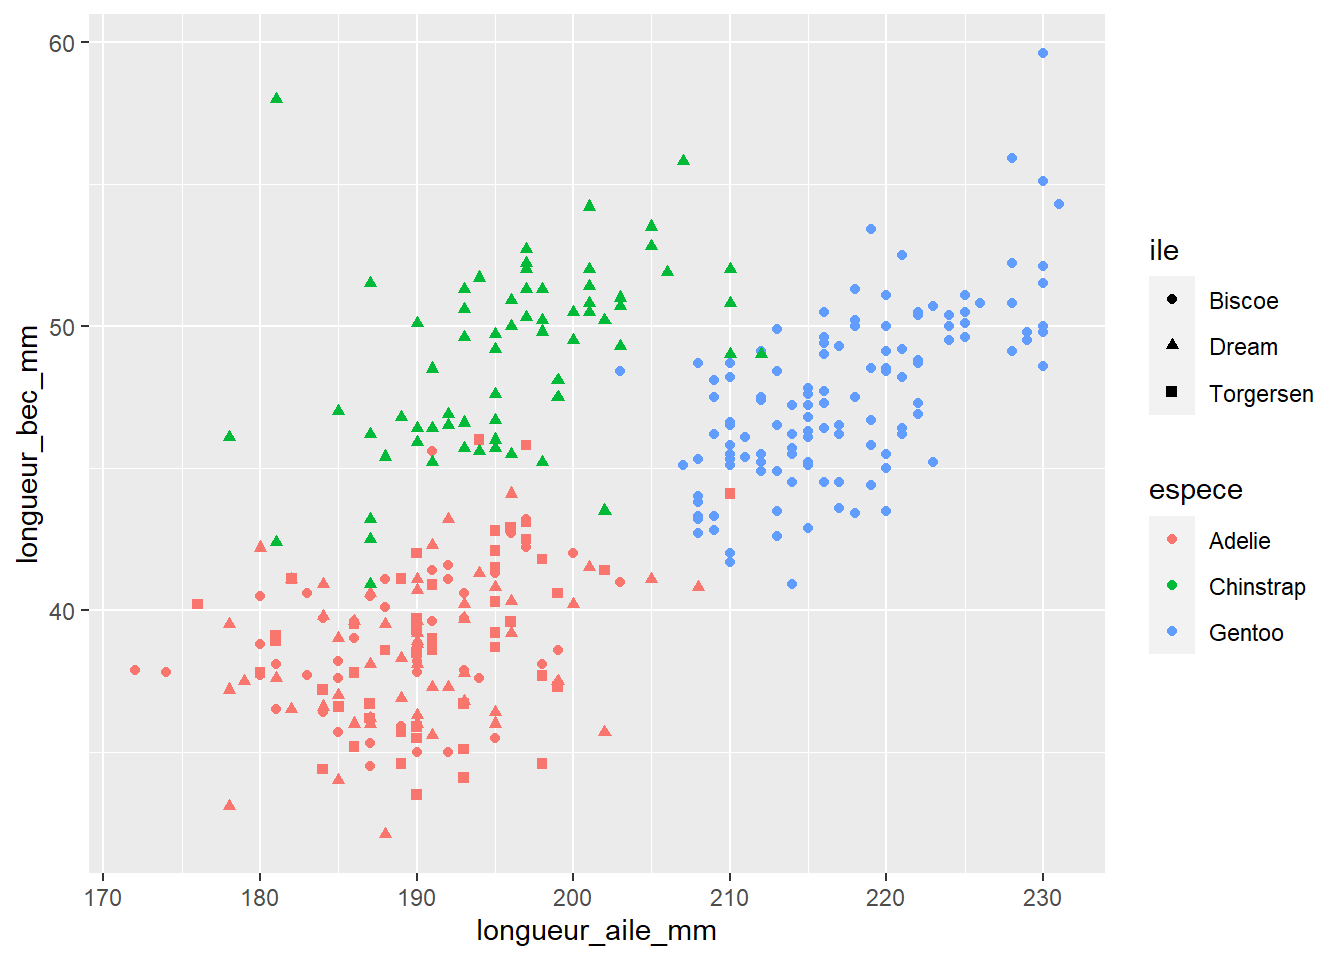 60
50
40
longueur_bec_mm
170 180 190 200 210 220 230
longueur_aile_mm
ile
Biscoe
Dream
Torgersen
espece
Adelie
Chinstrap
Gentoo